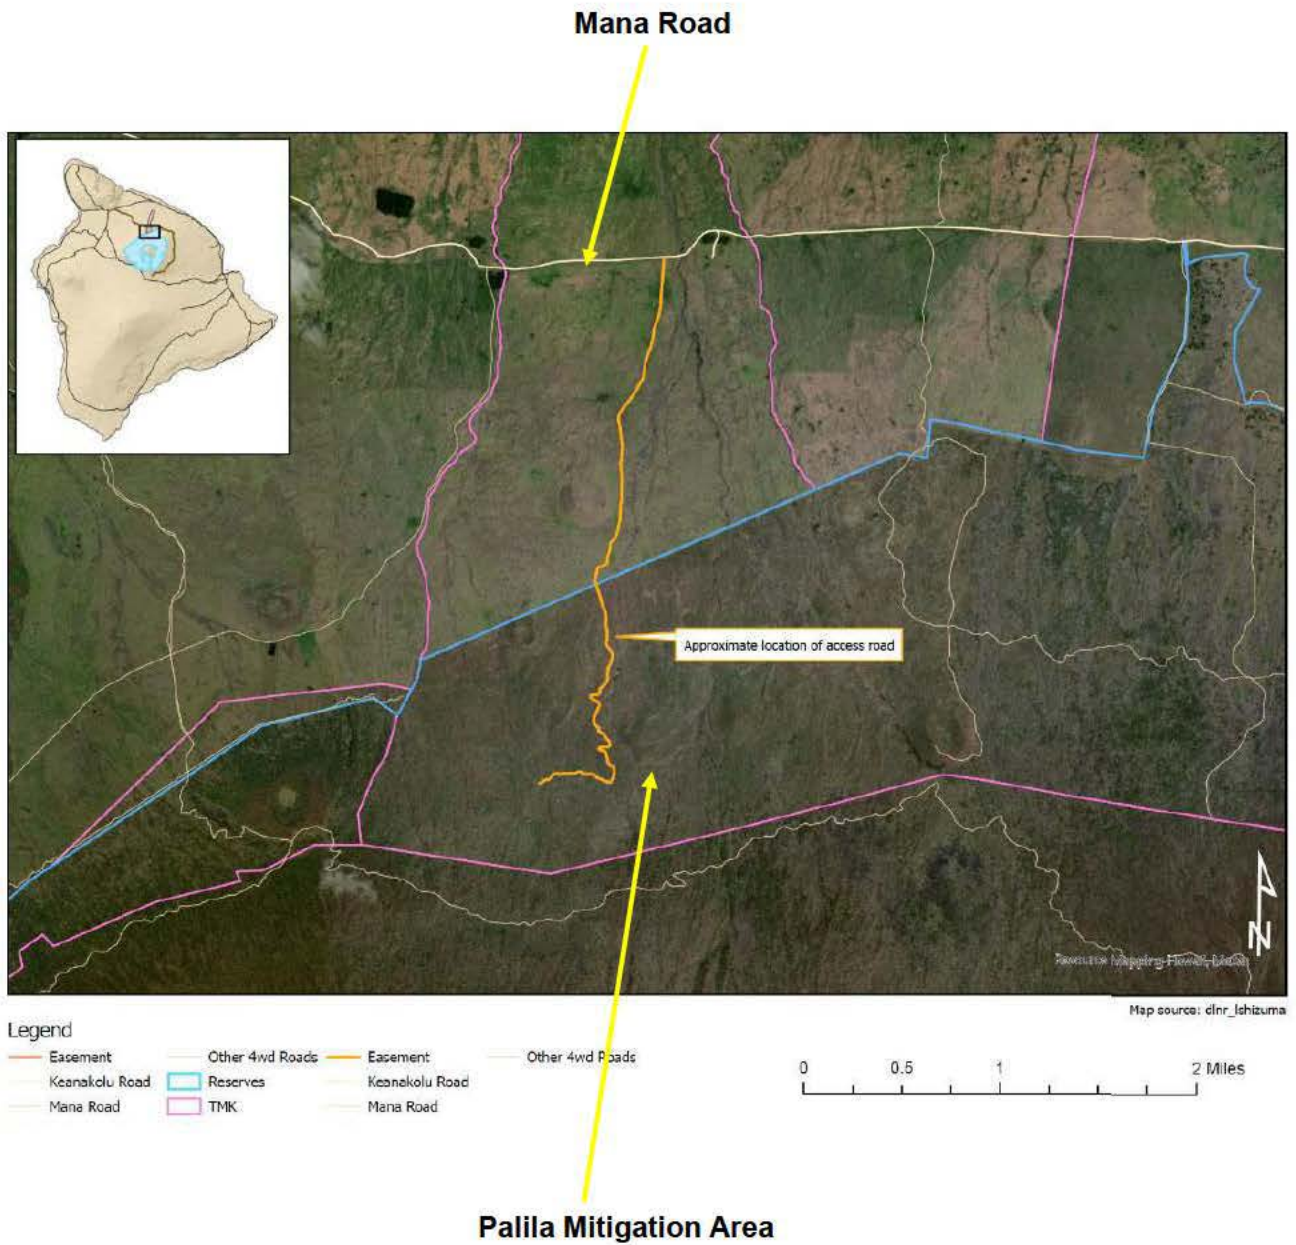 Mana Road
Approximate location of access road
N
Map source: dlnr_lshizuma
Legend
Easement
Other 4wd Roads
Easement
Other 4wd Roads
Keanakolu Road
Reserves
Keanakolu Road
Mana Road
TMK
Mana Road
0 0.5 1 2 Miles
Palila Mitigation Area